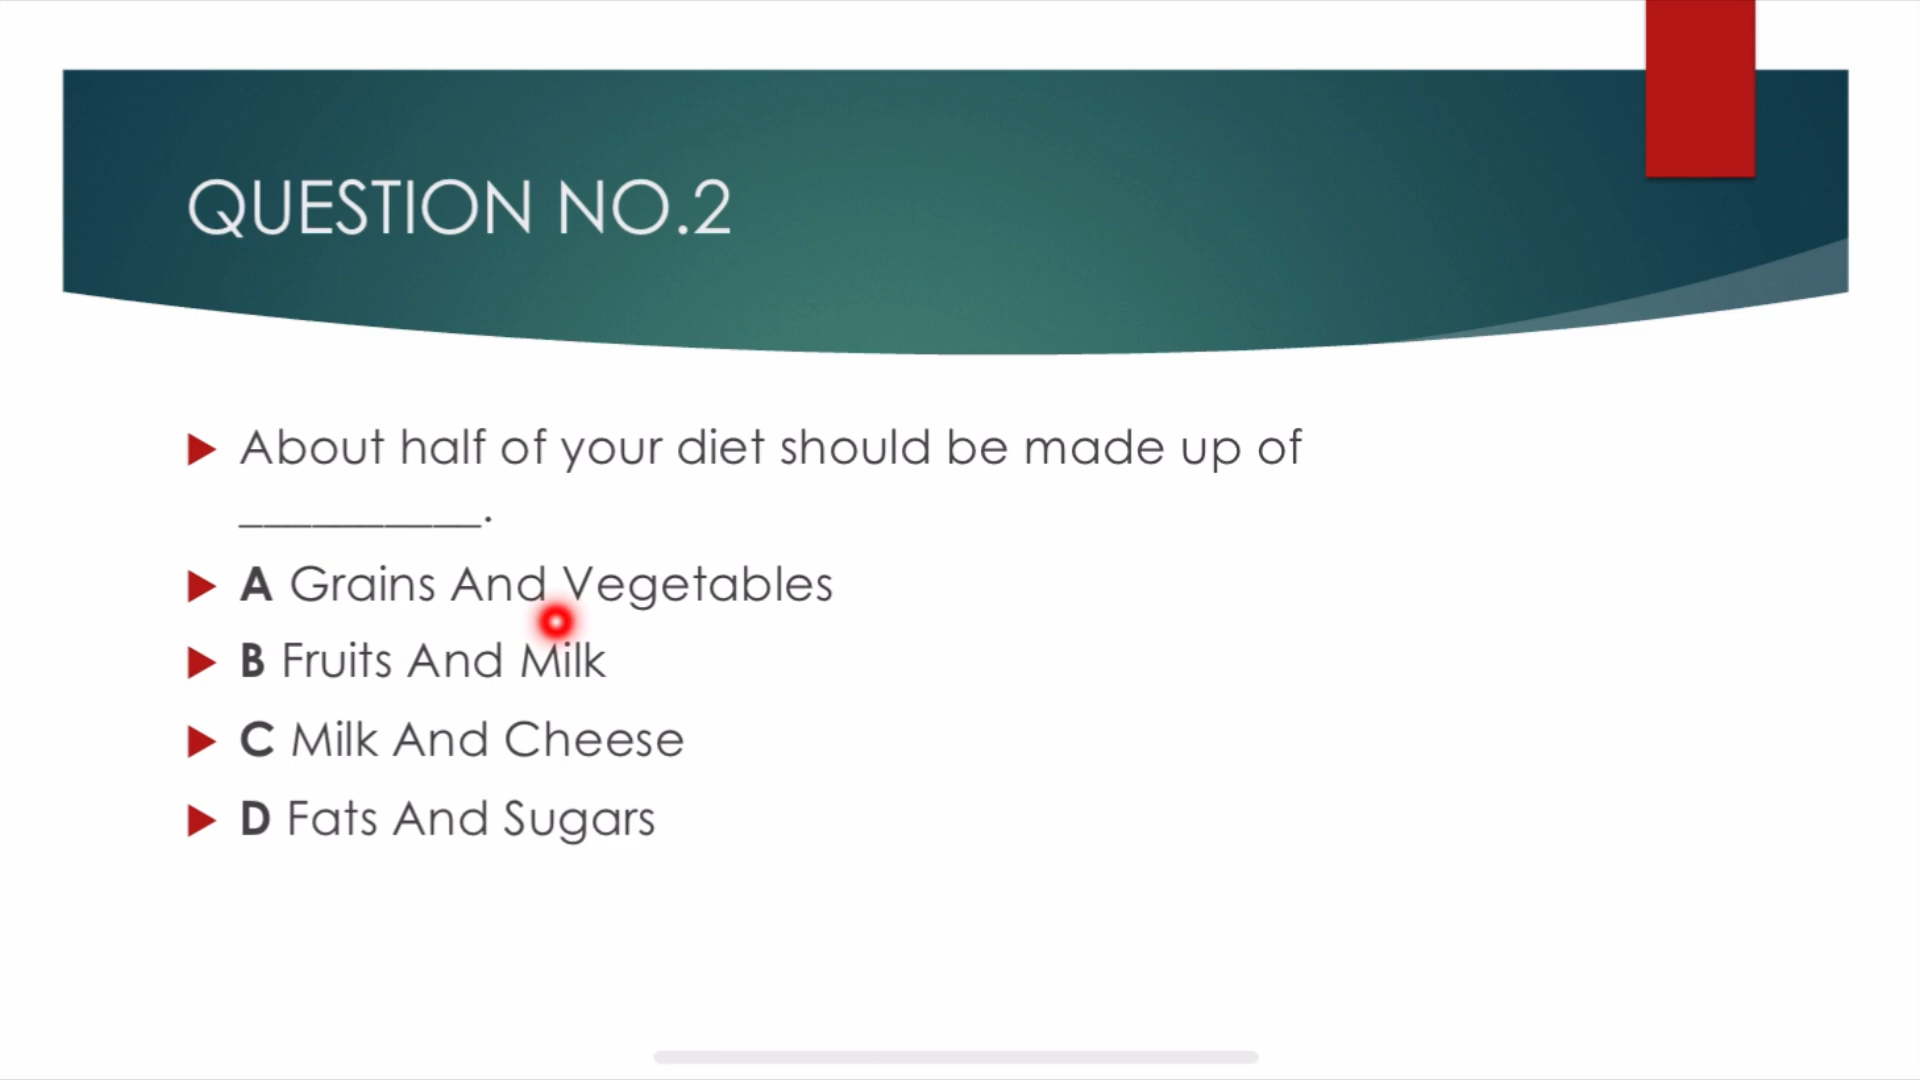 QUESTION NO.2
About half of your diet should be made up of
__________.
A Grains And Vegetables
B Fruits And Milk
C Milk And Cheese
D Fats And Sugars